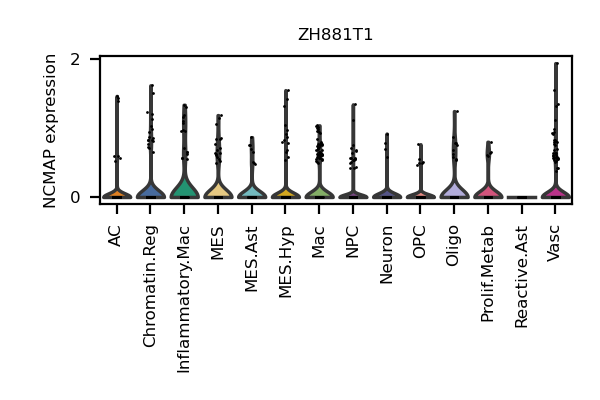 ZH881T1
NCMAP expression
2
0
AC
Chromatin.Reg
Inflammatory.Mac
MES
MES.Ast
MES.Hyp
Mac
NPC
Neuron
OPC
Oligo
Prolif.Metab
Reactive.Ast
Vasc